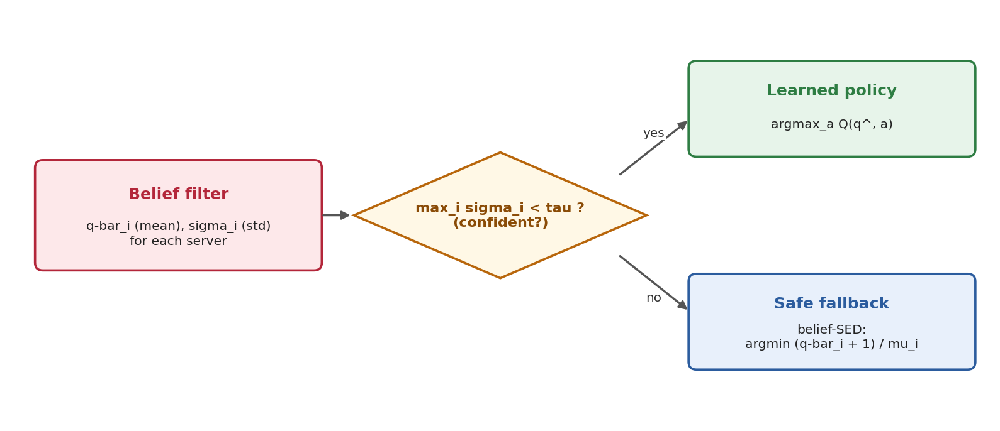 Belief filter
q-bar_i (mean), sigma_i (std)
for each server
max_i sigma_i < tau ?
(confident?)
yes
no
Learned policy
argmax_a Q(q^, a)
Safe fallback
belief-SED:
argmin (q-bar_i + 1) / mu_i